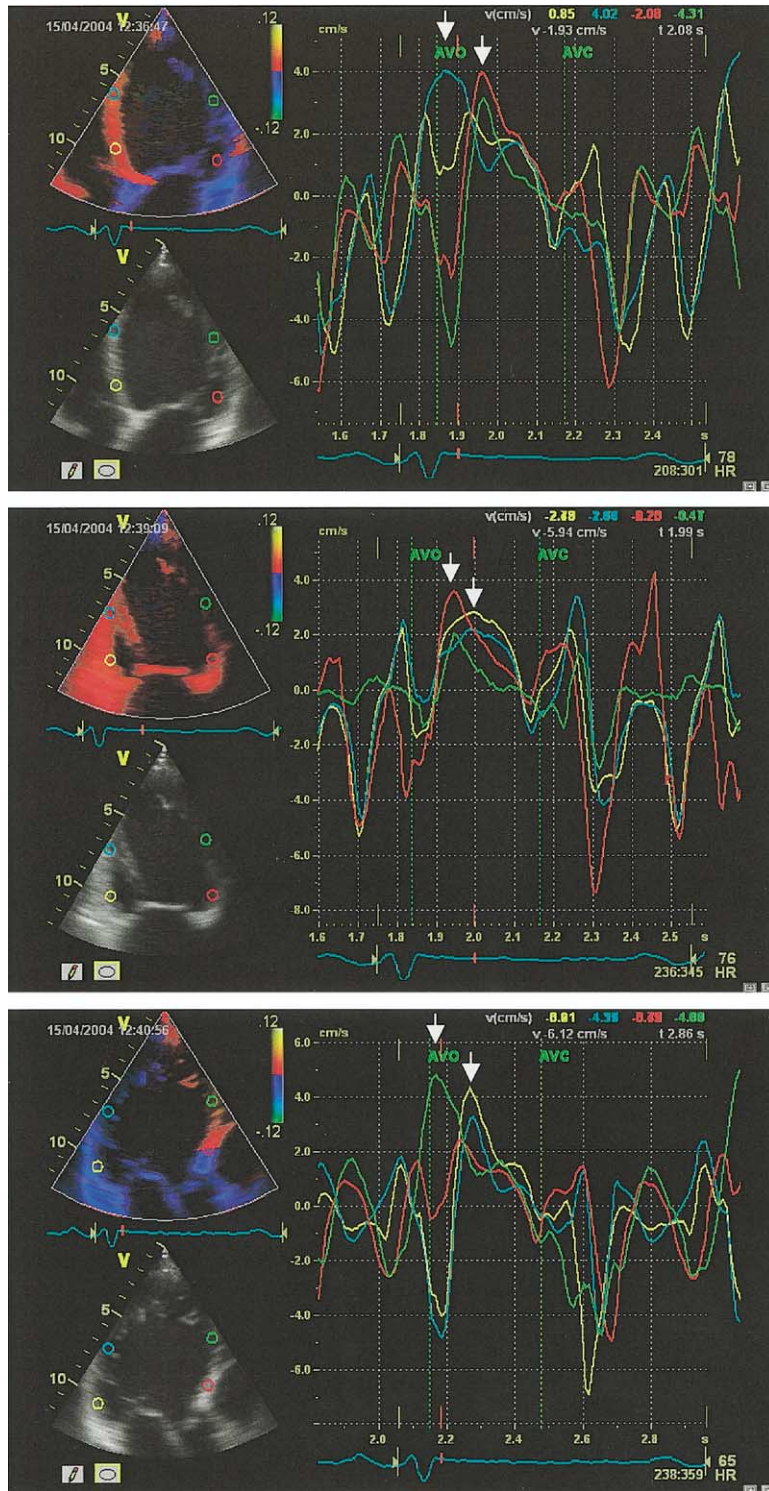 15/04/2004 12:36:47
V
5
10
.12
-.12
V
5
10
cm/s
v(cm/s) 0.85 4.02 -2.08 -4.31
v -1.93 cm/s t 2.08 s
AVO
AVC
4.0
2.0
0.0
-2.0
-4.0
-6.0
1.6 1.7 1.8 1.9 2.0 2.1 2.2 2.3 2.4 s
78
HR
208:301
15/04/2004 12:39:09
V
5
10
.12
-.12
V
5
10
cm/s
v(cm/s)
v -5.94 cm/s t 1.99 s
AVO
AVC
4.0
2.0
0.0
-2.0
-4.0
-6.0
-8.0
1.6 1.7 1.8 1.9 2.0 2.1 2.2 2.3 2.4 2.5 s
76
HR
236:345
15/04/2004 12:40:56
V
5
10
.12
-.12
V
5
10
cm/s
v(cm/s)
v -6.12 cm/s t 2.86 s
AVO
AVC
6.0
4.0
2.0
0.0
-2.0
-4.0
-6.0
2.0 2.2 2.4 2.6 2.8 s
65
HR
238:359